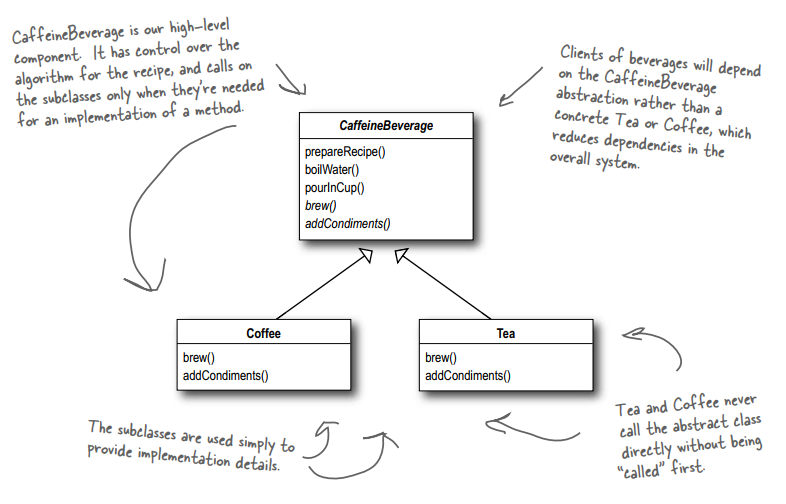 CaffeineBeverage is our high-level
component. It has control over the
algorithm for the recipe, and calls on
the subclasses only when they're needed
for an implementation of a method.
Clients of beverages will depend
on the CaffeineBeverage
abstraction rather than a
concrete Tea or Coffee, which
reduces dependencies in the
overall system.
CaffeineBeverage
prepareRecipe()
boilWater()
pourInCup()
brew()
addCondiments()
Coffee
brew()
addCondiments()
Tea
brew()
addCondiments()
The subclasses are used simply to
provide implementation details.
Tea and Coffee never
call the abstract class
directly without being
"called" first.